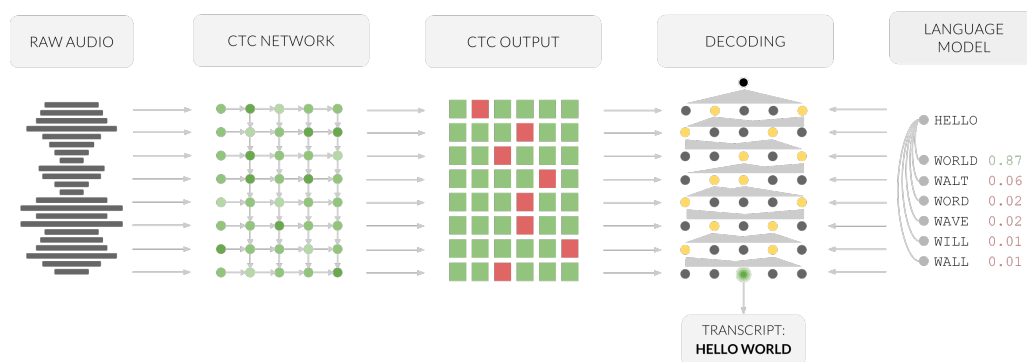 RAW AUDIO
CTC NETWORK
CTC OUTPUT
DECODING
LANGUAGE
MODEL
HELLO
WORLD 0.87
WALT 0.06
WORD 0.02
WAVE 0.02
WILL 0.01
WALL 0.01
TRANSCRIPT:
HELLO WORLD